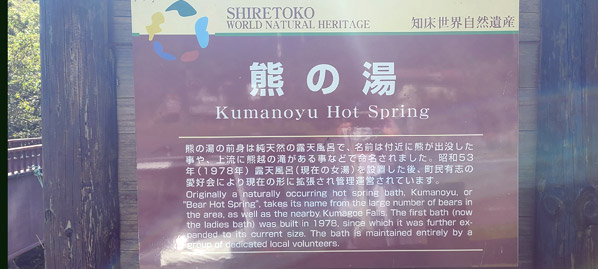 SHIRETOKO
WORLD NATURAL HERITAGE
知床世界自然遺産
熊の湯
Kumanoyu Hot Spring
熊の湯の前身は純天然の露天風呂で、名前は付近に熊が出没した
事や、上流に熊越の滝がある事などで命名されました。昭和53
年(1978年)露天風呂(現在の女湯)を設置した後、町民有志の
愛好会により現在の形に拡張され管理運営されています。
Originally a naturally occurring hot spring bath, Kumanoyu, or
"Bear Hot Spring", takes its name from the large number of bears in
the area, as well as the nearby Kumagoe Falls. The first bath (now
the ladies bath) was built in 1978, since which it was further ex-
panded to its current size. The bath is maintained entirely by a
group of dedicated local volunteers.